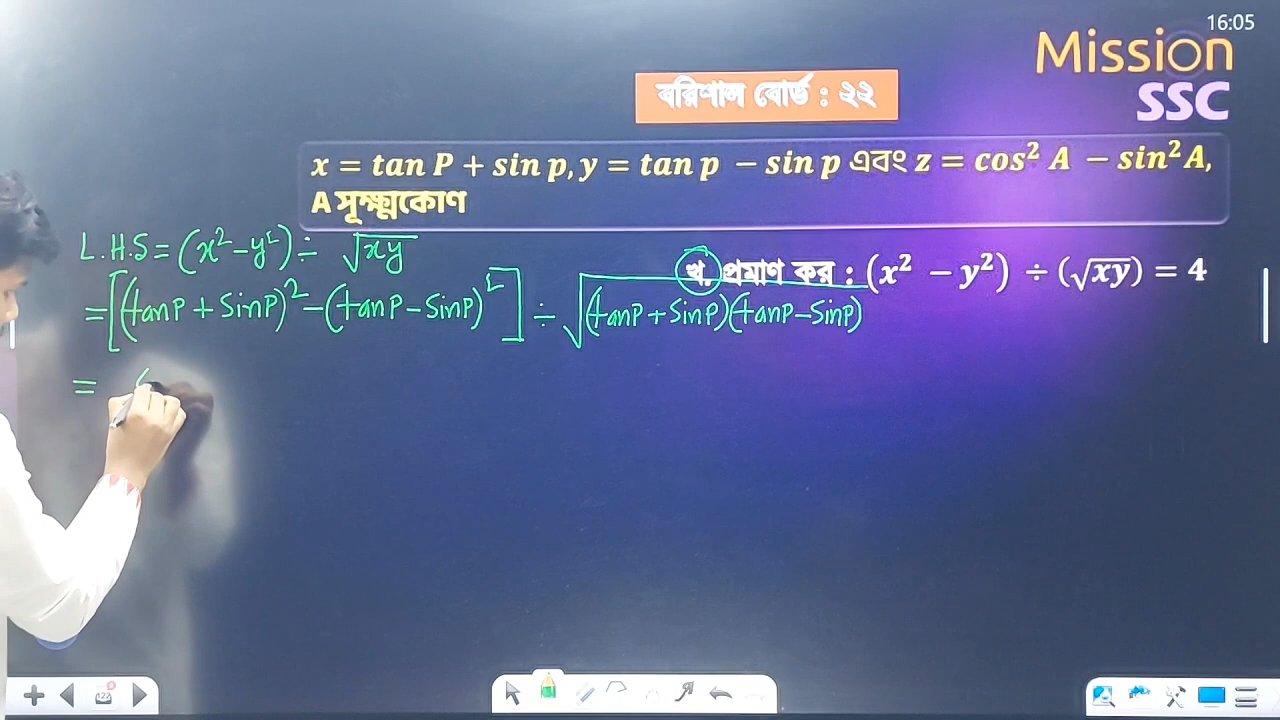 16:05
Mission
SSC
বরিশাল বোর্ড : ২২
x = tan P + sin p, y = tan p − sin p এবং z = cos² A − sin² A,
A সূক্ষ্মকোণ
L.H.S = (x² − y²) ÷ √xy
খ. প্রমাণ কর : (x² − y²) ÷ (√xy) = 4
= [(tanP + sinP)² − (tanP − sinP)²] ÷ √(tanP + sinP)(tanP − sinP)
=